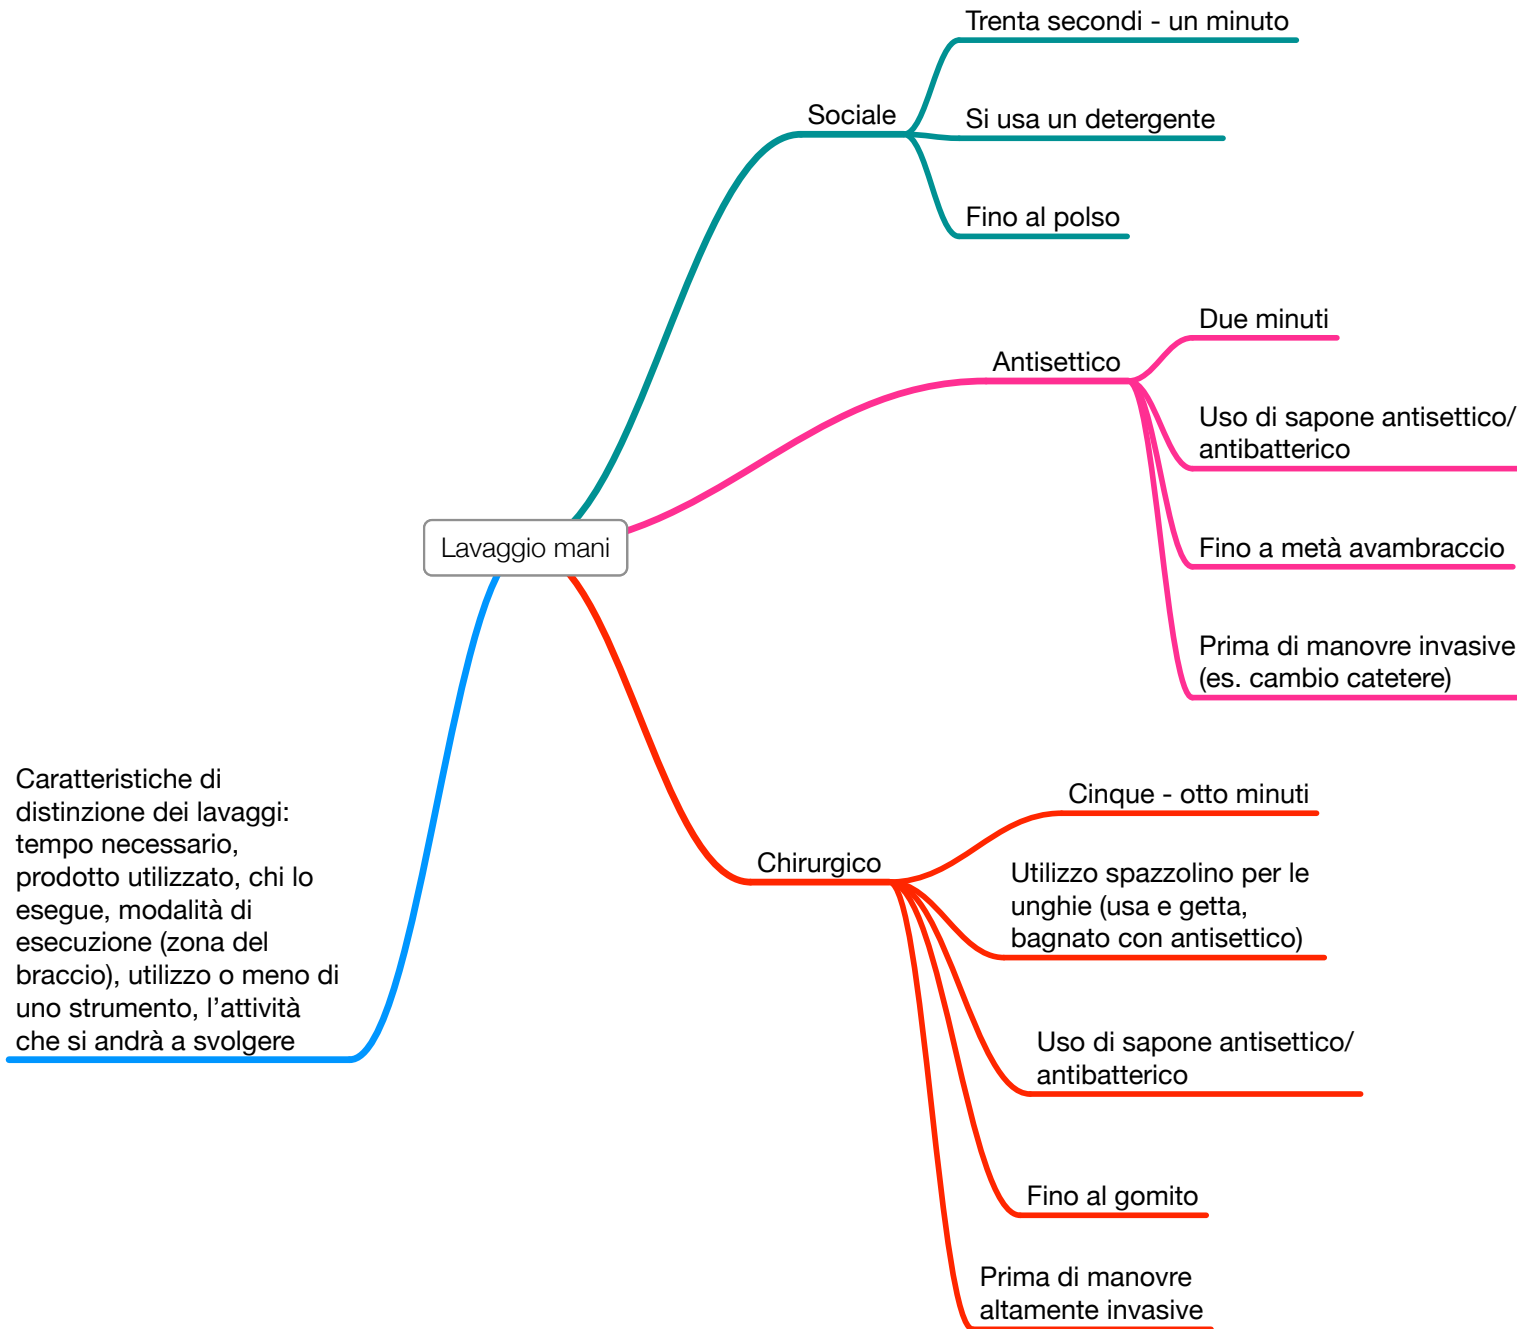 Trenta secondi - un minuto
Sociale
Si usa un detergente
Fino al polso
Due minuti
Antisettico
Uso di sapone antisettico/
antibatterico
Fino a metà avambraccio
Prima di manovre invasive
(es. cambio catetere)
Lavaggio mani
Caratteristiche di
distinzione dei lavaggi:
tempo necessario,
prodotto utilizzato, chi lo
esegue, modalità di
esecuzione (zona del
braccio), utilizzo o meno di
uno strumento, l’attività
che si andrà a svolgere
Cinque - otto minuti
Chirurgico
Utilizzo spazzolino per le
unghie (usa e getta,
bagnato con antisettico)
Uso di sapone antisettico/
antibatterico
Fino al gomito
Prima di manovre
altamente invasive